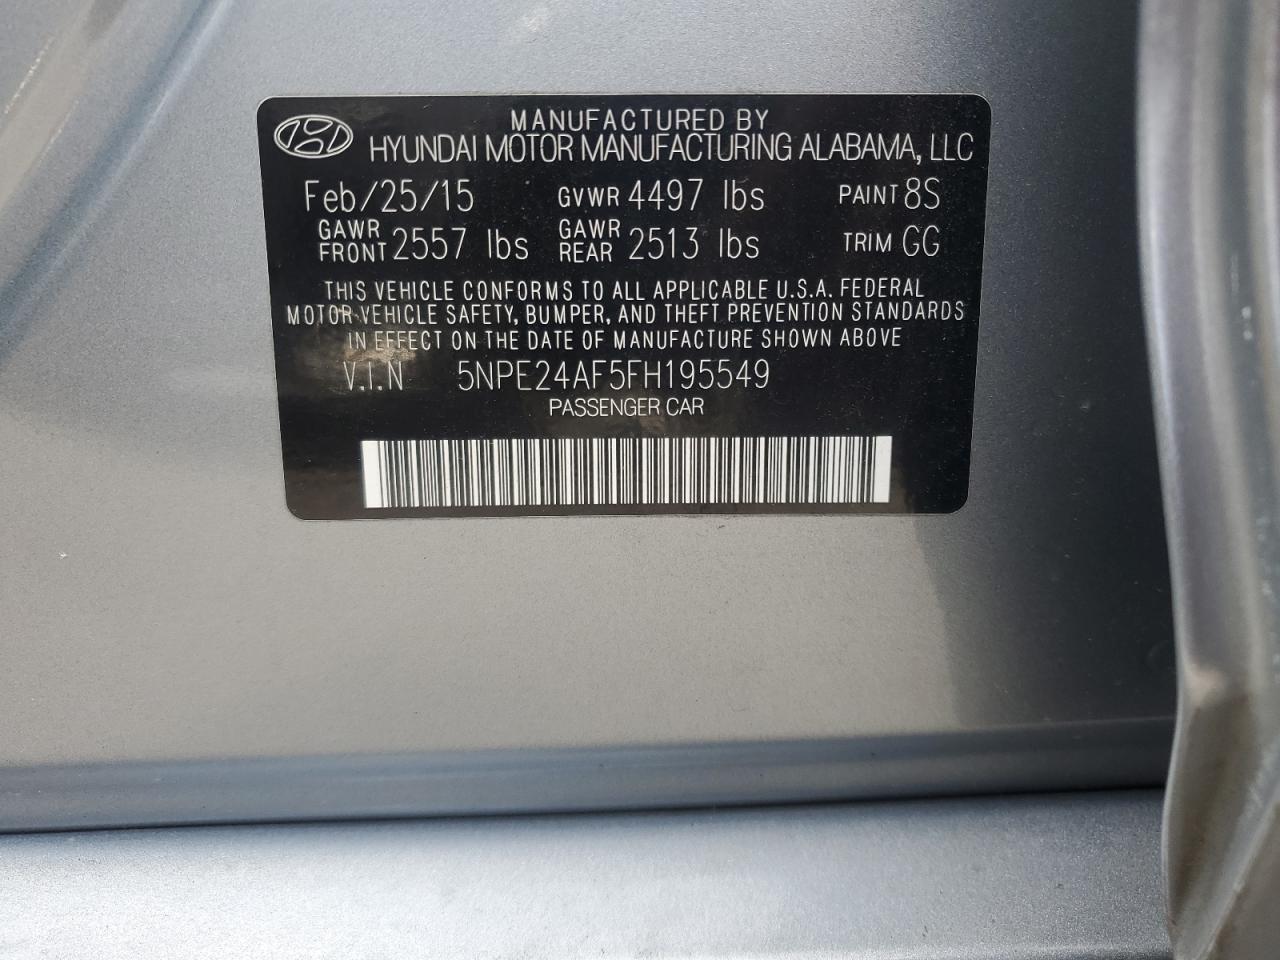 MANUFACTURED BY
HYUNDAI MOTOR MANUFACTURING ALABAMA, LLC
Feb/25/15 GVWR 4497 lbs PAINT 8S
GAWR FRONT 2557 lbs GAWR REAR 2513 lbs TRIM GG
THIS VEHICLE CONFORMS TO ALL APPLICABLE U.S.A. FEDERAL
MOTOR VEHICLE SAFETY, BUMPER, AND THEFT PREVENTION STANDARDS
IN EFFECT ON THE DATE OF MANUFACTURE SHOWN ABOVE
V.I.N 5NPE24AF5FH195549
PASSENGER CAR